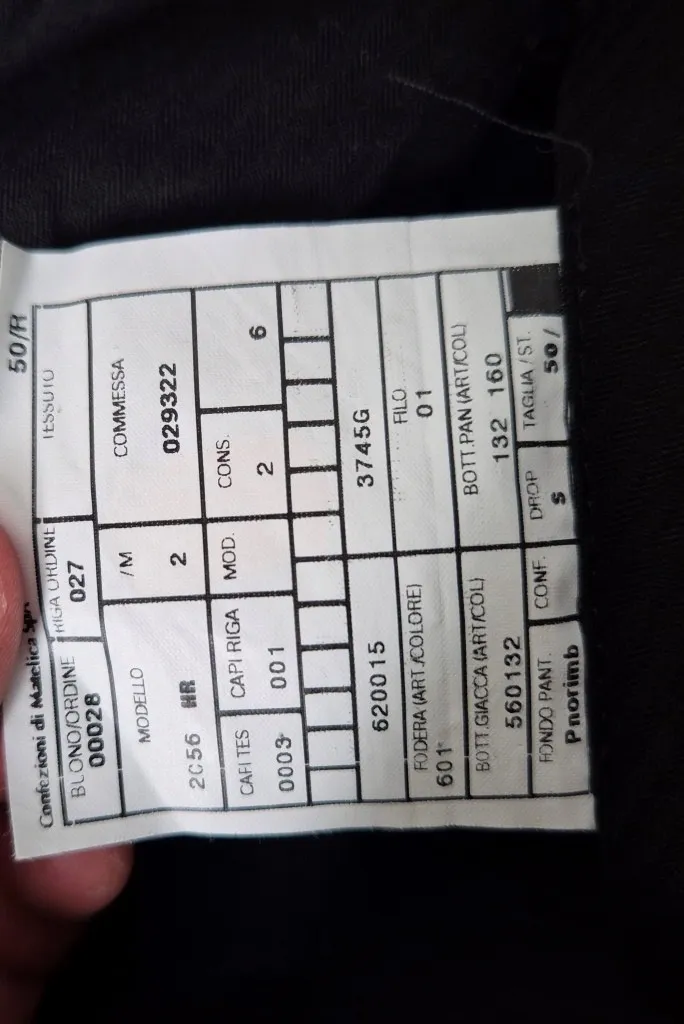 50/R
Confezioni di Matelica Spa
BLONO/ORDINE RIGA ORDINE TESSUTO
00028 027
MODELLO /M COMMESSA
2C56 HR 2 029322
CAPI TES CAPI RIGA MOD. CONS.
0003 001 2 6
620015 3745G
FODERA (ART./COLORE) FILO
601 01
BOTT.GIACCA (ART/COL) BOTT.PAN (ART/COL)
560132 132 160
FONDO PANT. CONF. DROP TAGLIA / ST.
Pnorimb S 50/